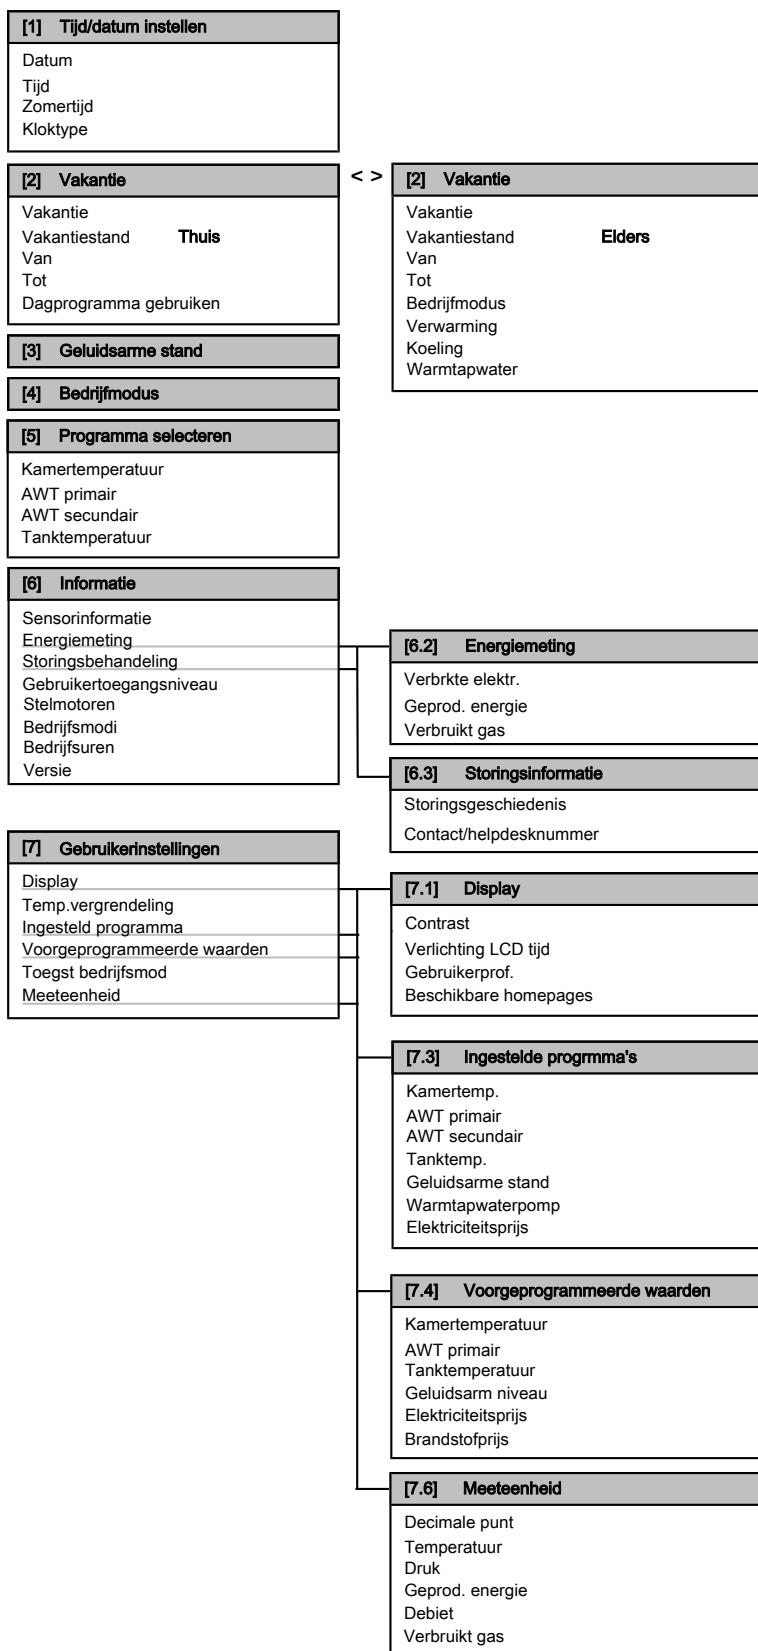 [1] Tijd/datum instellen
Datum
Tijd
Zomertijd
Kloktype
[2] Vakantie
Vakantie
Vakantiestand Thuis
Van
Tot
Dagprogramma gebruiken
< >
[2] Vakantie
Vakantie
Vakantiestand Elders
Van
Tot
Bedrijfmodus
Verwarming
Koeling
Warmtapwater
[3] Geluidsarme stand
[4] Bedrijfmodus
[5] Programma selecteren
Kamertemperatuur
AWT primair
AWT secundair
Tanktemperatuur
[6] Informatie
Sensorinformatie
Energiemeting
Storingsbehandeling
Gebruikertoegangsniveau
Stelmotoren
Bedrijfsmodi
Bedrijfsuren
Versie
[6.2] Energiemeting
Verbrkte elektr.
Geprod. energie
Verbruikt gas
[6.3] Storingsinformatie
Storingsgeschiedenis
Contact/helpdesknummer
[7] Gebruikerinstellingen
Display
Temp.vergrendeling
Ingesteld programma
Voorgeprogrammeerde waarden
Toegst bedrijfsmod
Meeteenheid
[7.1] Display
Contrast
Verlichting LCD tijd
Gebruikerprof.
Beschikbare homepages
[7.3] Ingestelde progrmma's
Kamertemp.
AWT primair
AWT secundair
Tanktemp.
Geluidsarme stand
Warmtapwaterpomp
Elektriciteitsprijs
[7.4] Voorgeprogrammeerde waarden
Kamertemperatuur
AWT primair
Tanktemperatuur
Geluidsarm niveau
Elektriciteitsprijs
Brandstofprijs
[7.6] Meeteenheid
Decimale punt
Temperatuur
Druk
Geprod. energie
Debiet
Verbruikt gas